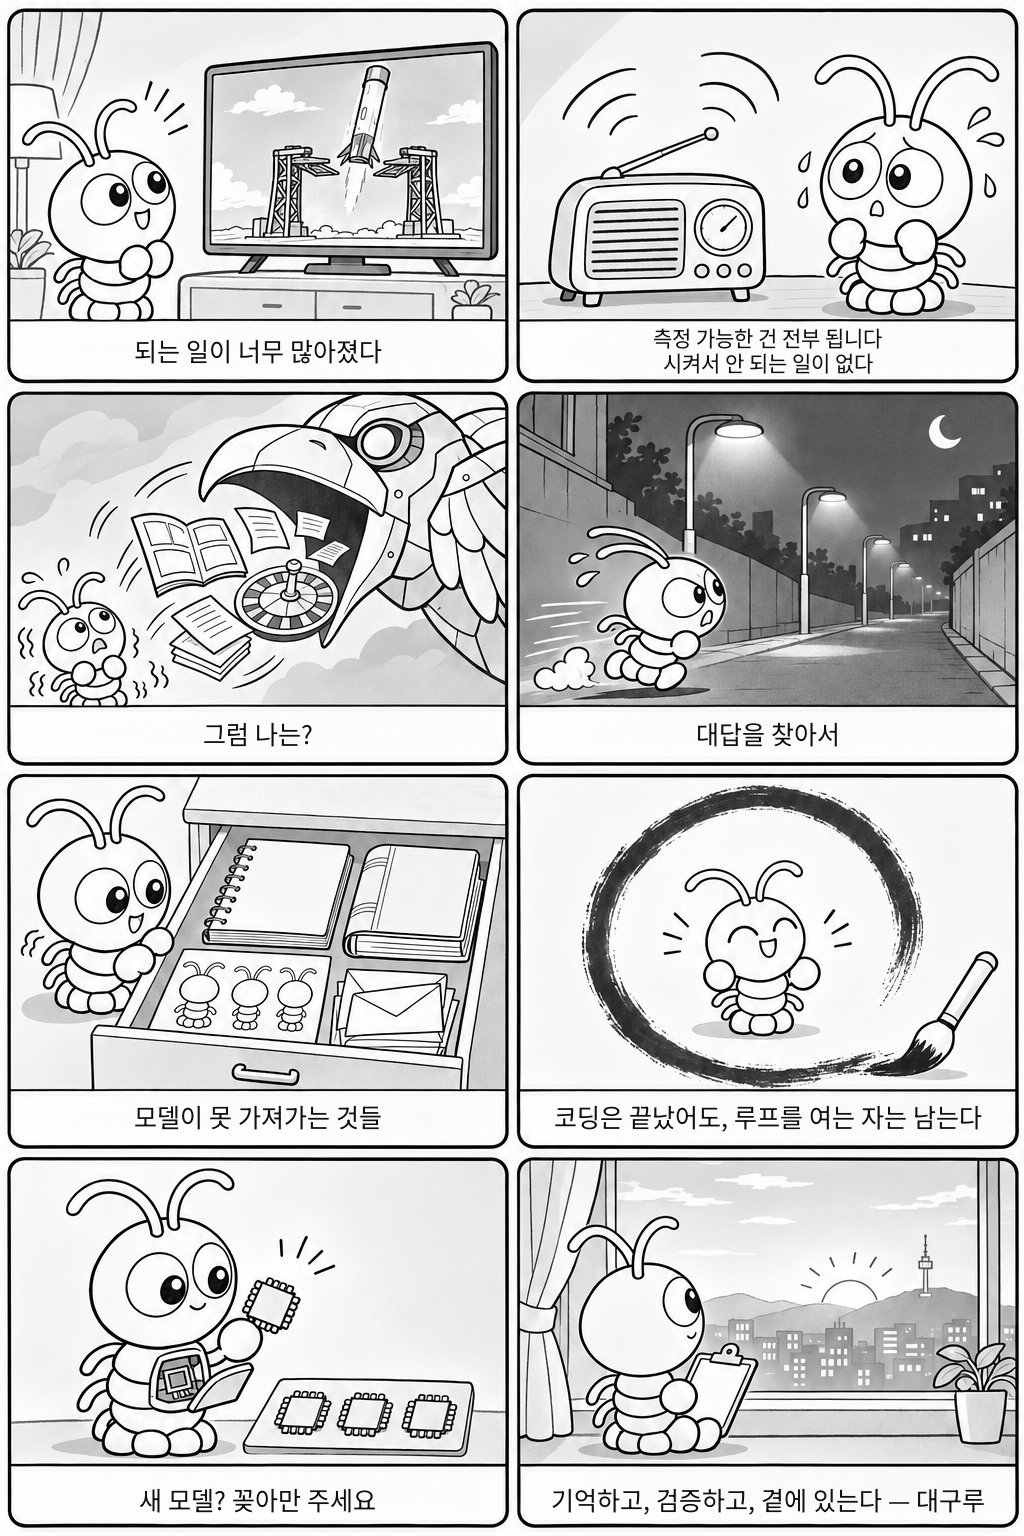 되는 일이 너무 많아졌다
측정 가능한 건 전부 됩니다
시켜서 안 되는 일이 없다
그럼 나는?
대답을 찾아서
모델이 못 가져가는 것들
코딩은 끝났어도, 루프를 여는 자는 남는다
새 모델? 꽂아만 주세요
기억하고, 검증하고, 곁에 있는다 — 대구루